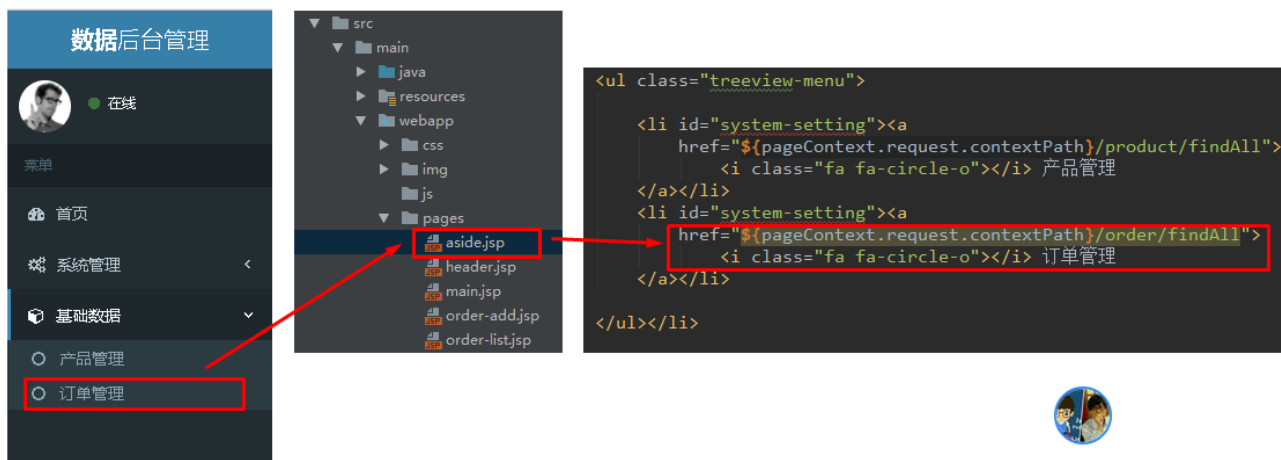 数据后台管理
在线
菜单
首页
系统管理
基础数据
产品管理
订单管理
src
main
java
resources
webapp
css
img
js
pages
aside.jsp
header.jsp
main.jsp
order-add.jsp
order-list.jsp
<ul class="treeview-menu">
<li id="system-setting"><a
href="${pageContext.request.contextPath}/product/findAll">
<i class="fa fa-circle-o"></i> 产品管理
</a></li>
<li id="system-setting"><a
href="${pageContext.request.contextPath}/order/findAll">
<i class="fa fa-circle-o"></i> 订单管理
</a></li>
</ul></li>